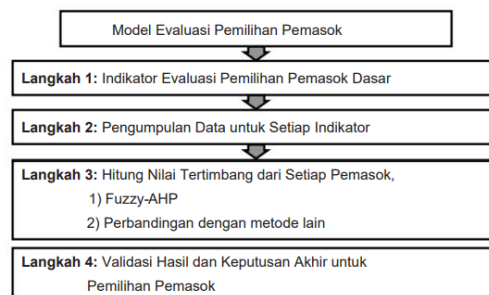 Model Evaluasi Pemilihan Pemasok
Langkah 1: Indikator Evaluasi Pemilihan Pemasok Dasar
Langkah 2: Pengumpulan Data untuk Setiap Indikator
Langkah 3: Hitung Nilai Tertimbang dari Setiap Pemasok,
1) Fuzzy-AHP
2) Perbandingan dengan metode lain
Langkah 4: Validasi Hasil dan Keputusan Akhir untuk
Pemilihan Pemasok